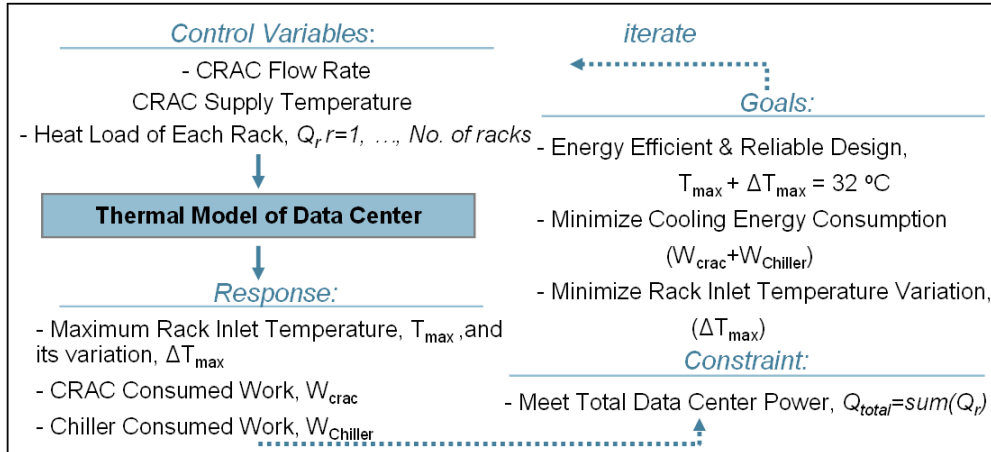 Control Variables:
- CRAC Flow Rate
CRAC Supply Temperature
- Heat Load of Each Rack, Qᵣ r=1, …, No. of racks
Thermal Model of Data Center
Response:
- Maximum Rack Inlet Temperature, Tmax ,and
its variation, ΔTmax
- CRAC Consumed Work, Wcrac
- Chiller Consumed Work, WChiller
iterate
Goals:
- Energy Efficient & Reliable Design,
Tmax + ΔTmax = 32 ºC
- Minimize Cooling Energy Consumption
(Wcrac+WChiller)
- Minimize Rack Inlet Temperature Variation,
(ΔTmax)
Constraint:
- Meet Total Data Center Power, Qtotal=sum(Qᵣ)